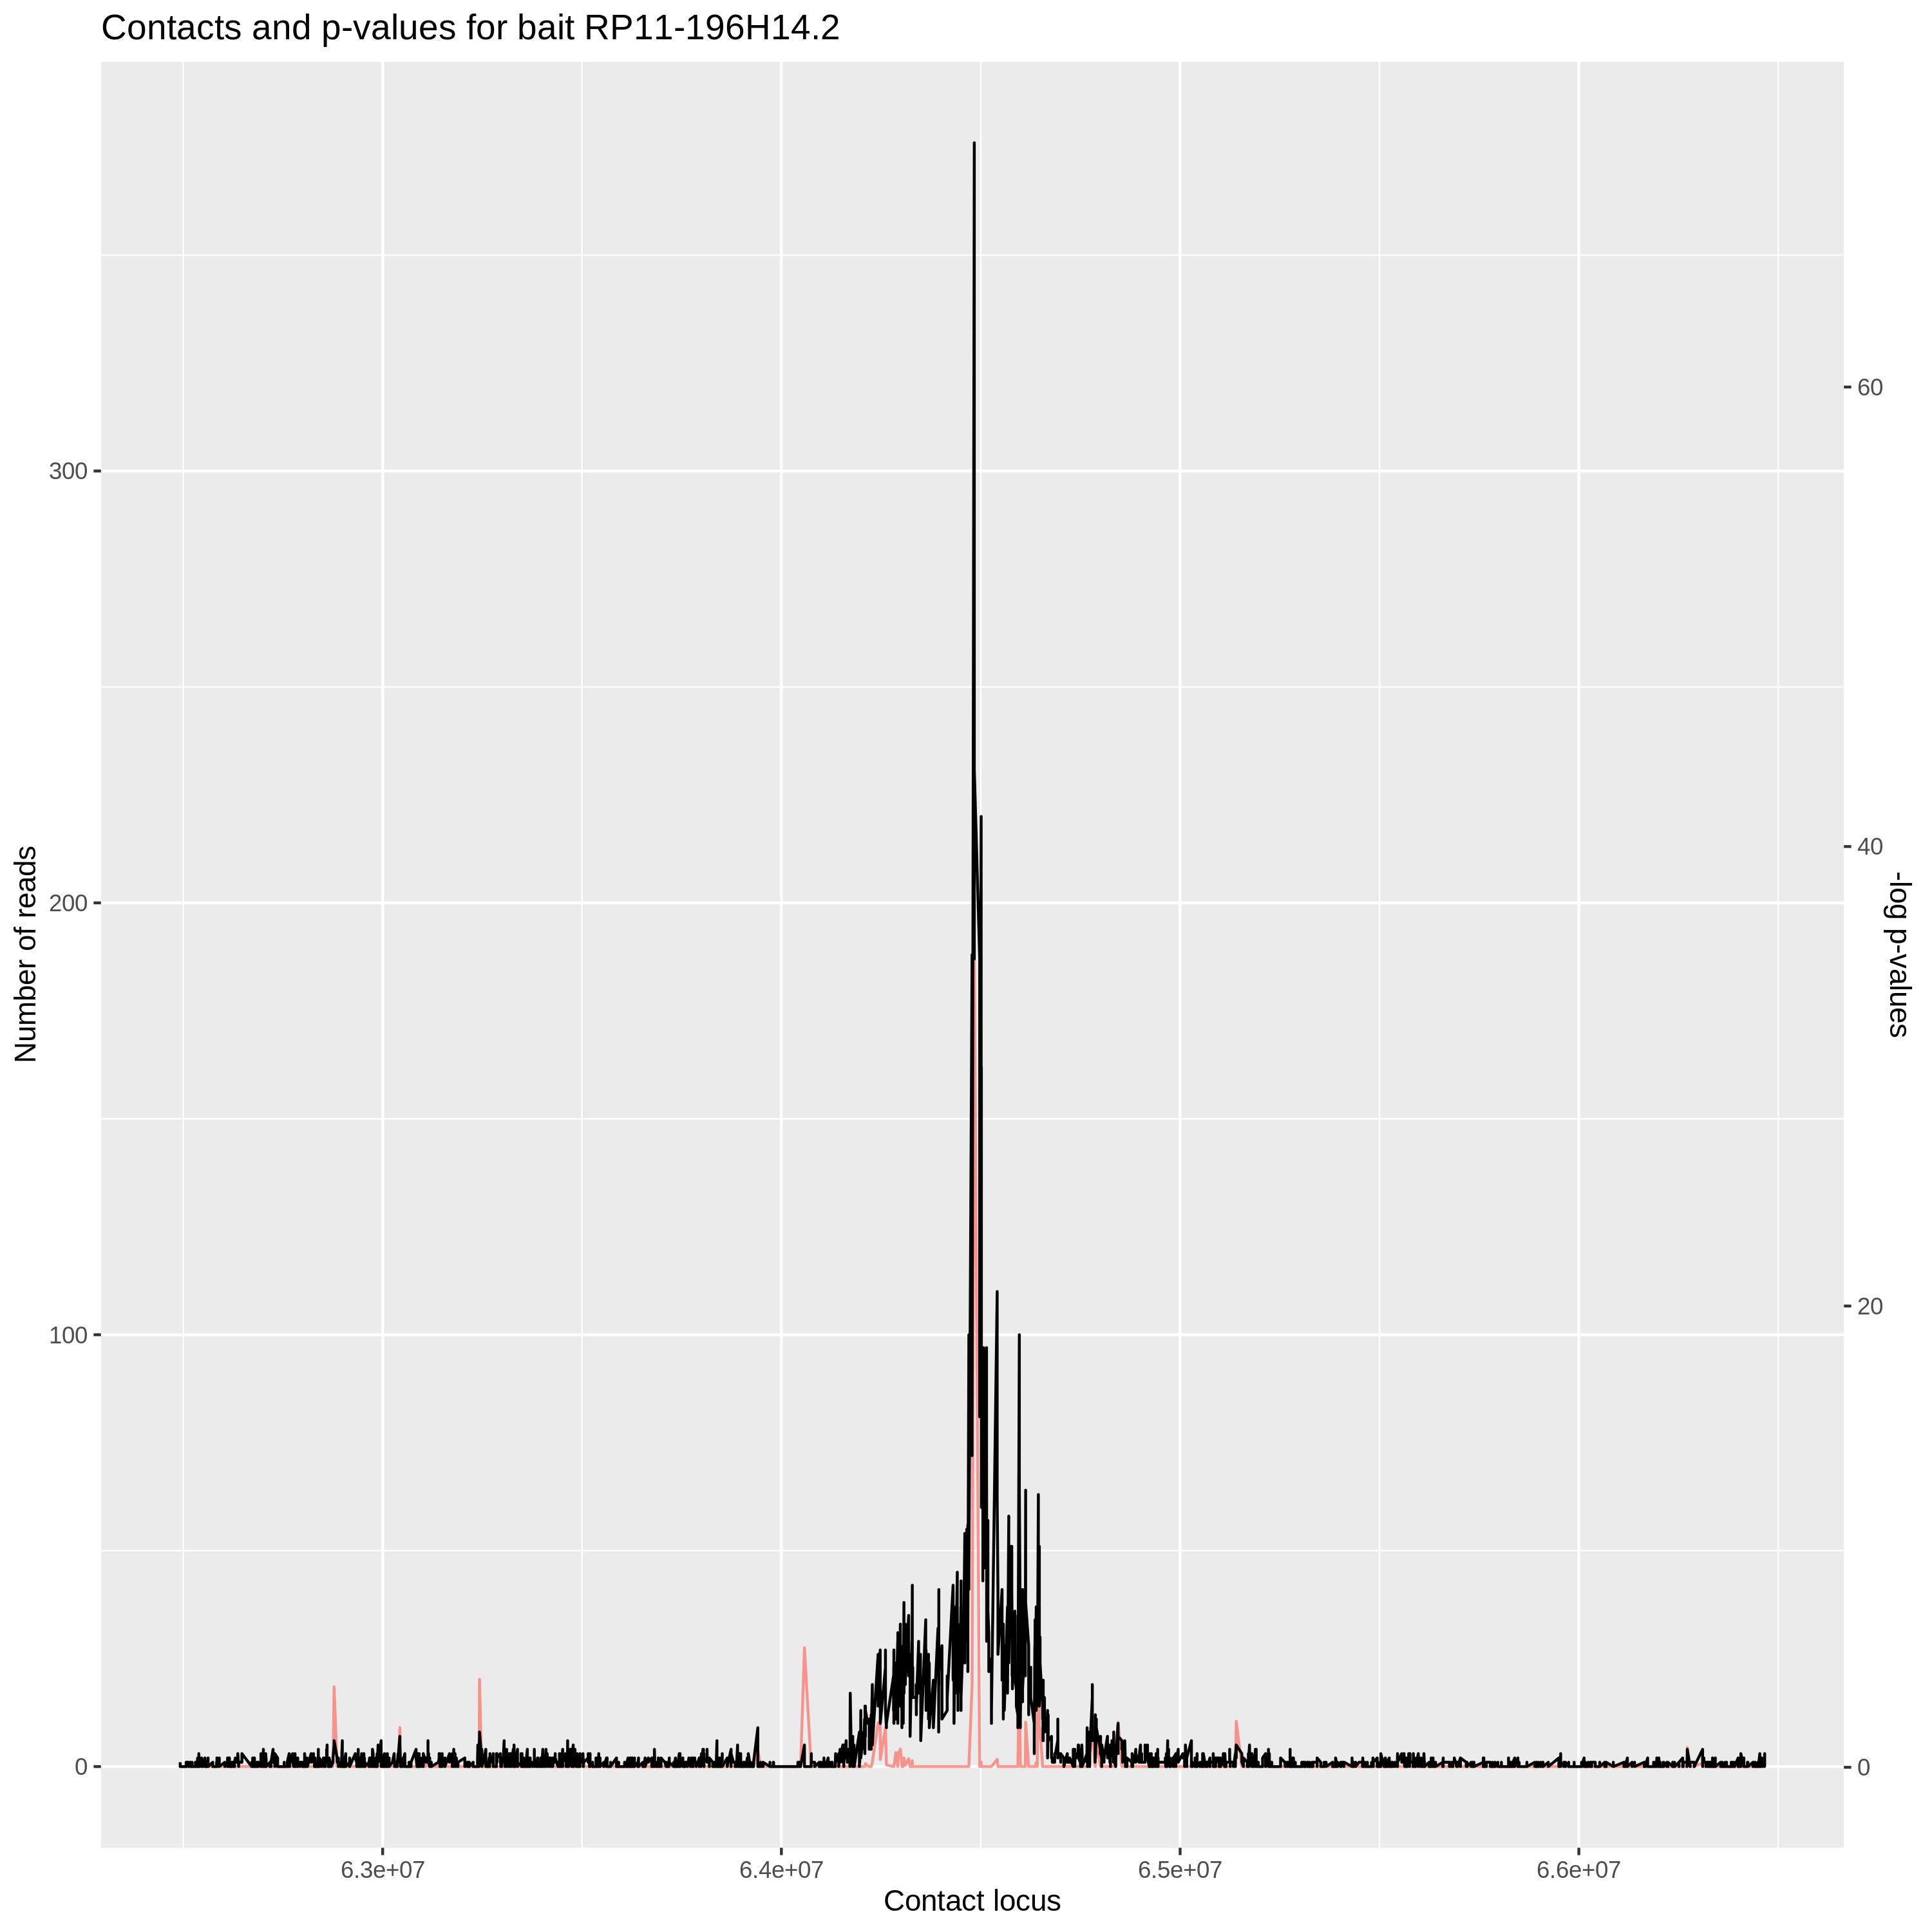 Contacts and p-values for bait RP11-196H14.2
Number of reads
300
200
100
0
60
40
20
0
-log p-values
6.3e+07
6.4e+07
6.5e+07
6.6e+07
Contact locus